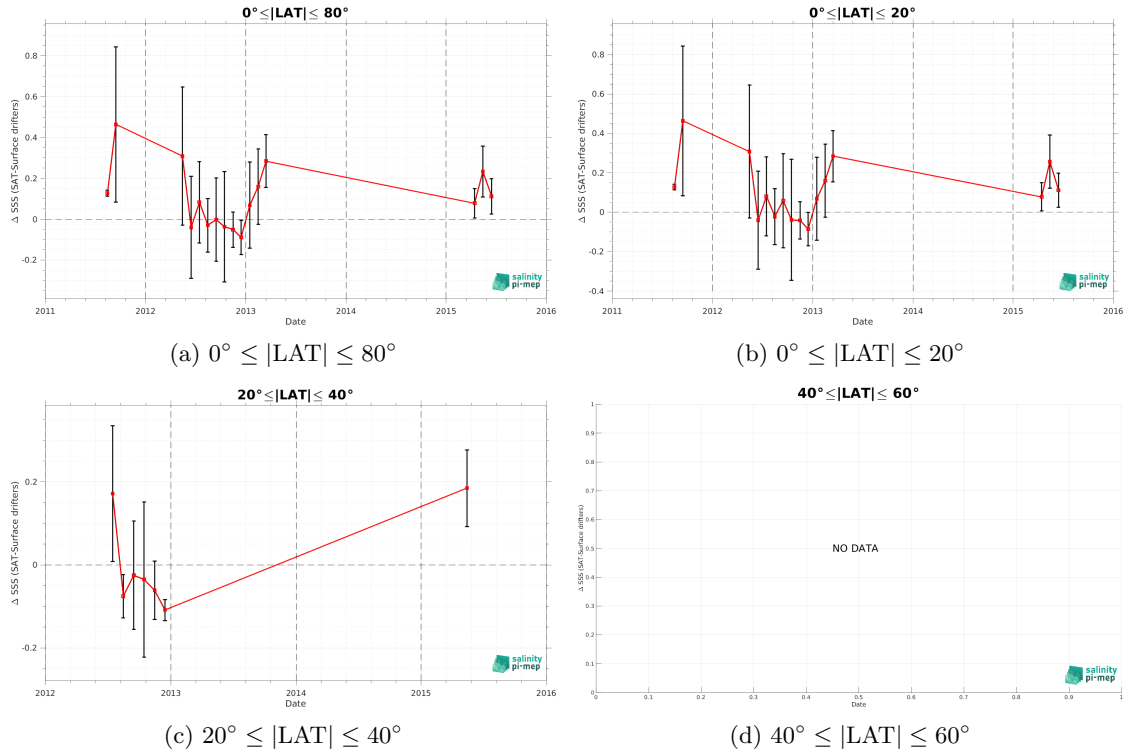 0°≤|LAT|≤ 80°
Δ SSS (SAT-Surface drifters)
0.8
0.6
0.4
0.2
0
-0.2
2011 2012 2013 2014 2015 2016
Date
salinity
pi-mep
(a) 0° ≤ |LAT| ≤ 80°
0°≤|LAT|≤ 20°
Δ SSS (SAT-Surface drifters)
0.8
0.6
0.4
0.2
0
-0.2
-0.4
2011 2012 2013 2014 2015 2016
Date
salinity
pi-mep
(b) 0° ≤ |LAT| ≤ 20°
20°≤|LAT|≤ 40°
Δ SSS (SAT-Surface drifters)
0.2
0
-0.2
2012 2013 2014 2015 2016
Date
salinity
pi-mep
(c) 20° ≤ |LAT| ≤ 40°
40°≤|LAT|≤ 60°
Δ SSS (SAT-Surface drifters)
1
0.9
0.8
0.7
0.6
0.5
0.4
0.3
0.2
0.1
0
NO DATA
0 0.1 0.2 0.3 0.4 0.5 0.6 0.7 0.8 0.9 1
Date
salinity
pi-mep
(d) 40° ≤ |LAT| ≤ 60°